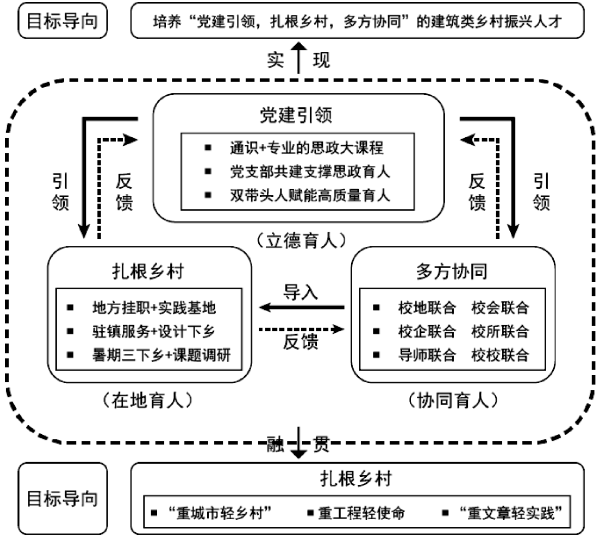 目标导向
培养“党建引领，扎根乡村，多方协同”的建筑类乡村振兴人才
实 现
党建引领
▪ 通识+专业的思政大课程
▪ 党支部共建支撑思政育人
▪ 双带头人赋能高质量育人
（立德育人）
引领
反馈
反馈
引领
扎根乡村
▪ 地方挂职+实践基地
▪ 驻镇服务+设计下乡
▪ 暑期三下乡+课题调研
（在地育人）
导入
反馈
多方协同
▪ 校地联合 校会联合
▪ 校企联合 校所联合
▪ 导师联合 校校联合
（协同育人）
融 贯
目标导向
扎根乡村
▪ “重城市轻乡村” ▪ 重工程轻使命 ▪ “重文章轻实践”